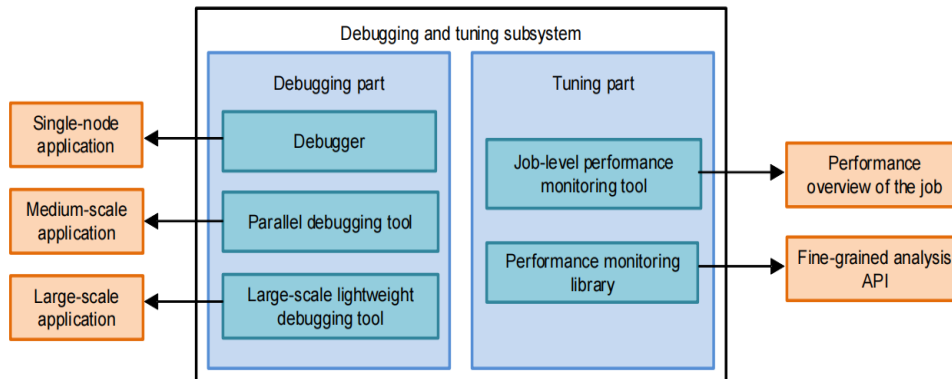 Debugging and tuning subsystem
Debugging part
Tuning part
Single-node
application
Debugger
Job-level performance
monitoring tool
Performance
overview of the job
Medium-scale
application
Parallel debugging tool
Performance monitoring
library
Fine-grained analysis
API
Large-scale
application
Large-scale lightweight
debugging tool